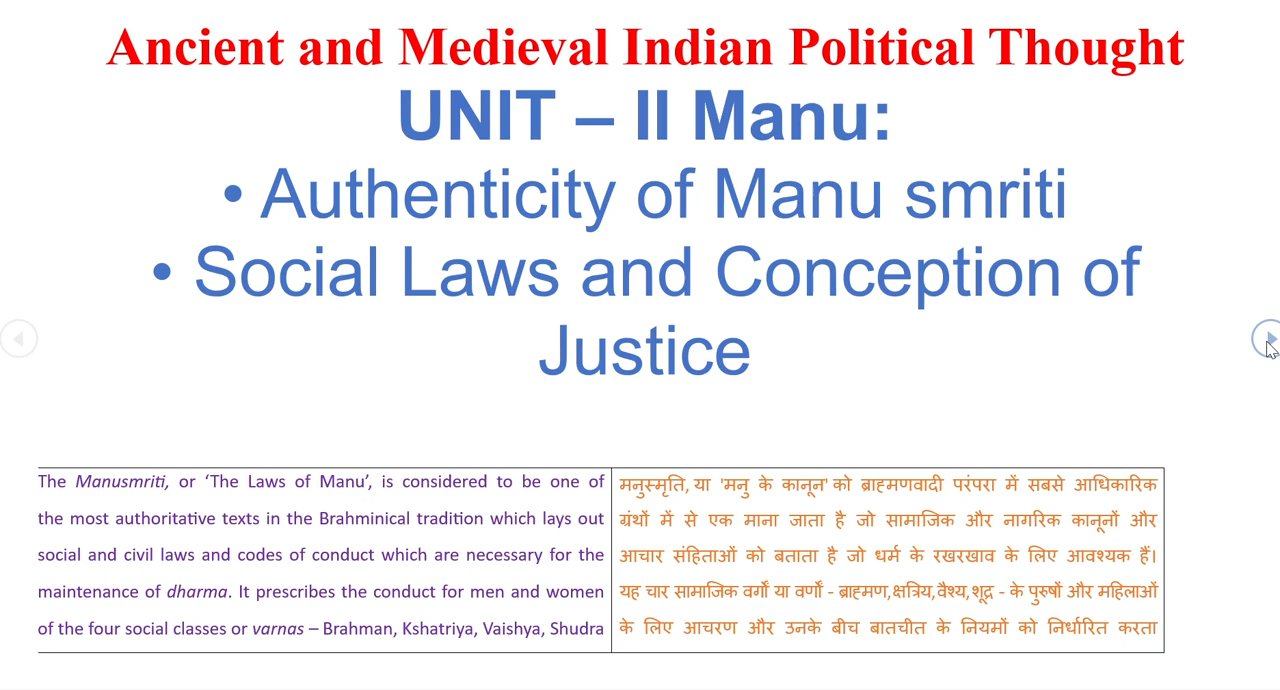 Ancient and Medieval Indian Political Thought
UNIT – II Manu:
• Authenticity of Manu smriti
• Social Laws and Conception of
Justice
The Manusmriti, or ‘The Laws of Manu’, is considered to be one of
the most authoritative texts in the Brahminical tradition which lays out
social and civil laws and codes of conduct which are necessary for the
maintenance of dharma. It prescribes the conduct for men and women
of the four social classes or varnas – Brahman, Kshatriya, Vaishya, Shudra
मनुस्मृति, या 'मनु के कानून' को ब्राह्मणवादी परंपरा में सबसे आधिकारिक
ग्रंथों में से एक माना जाता है जो सामाजिक और नागरिक कानूनों और
आचार संहिताओं को बताता है जो धर्म के रखरखाव के लिए आवश्यक हैं।
यह चार सामाजिक वर्गों या वर्णों - ब्राह्मण, क्षत्रिय, वैश्य, शूद्र - के पुरुषों और महिलाओं
के लिए आचरण और उनके बीच बातचीत के नियमों को निर्धारित करता